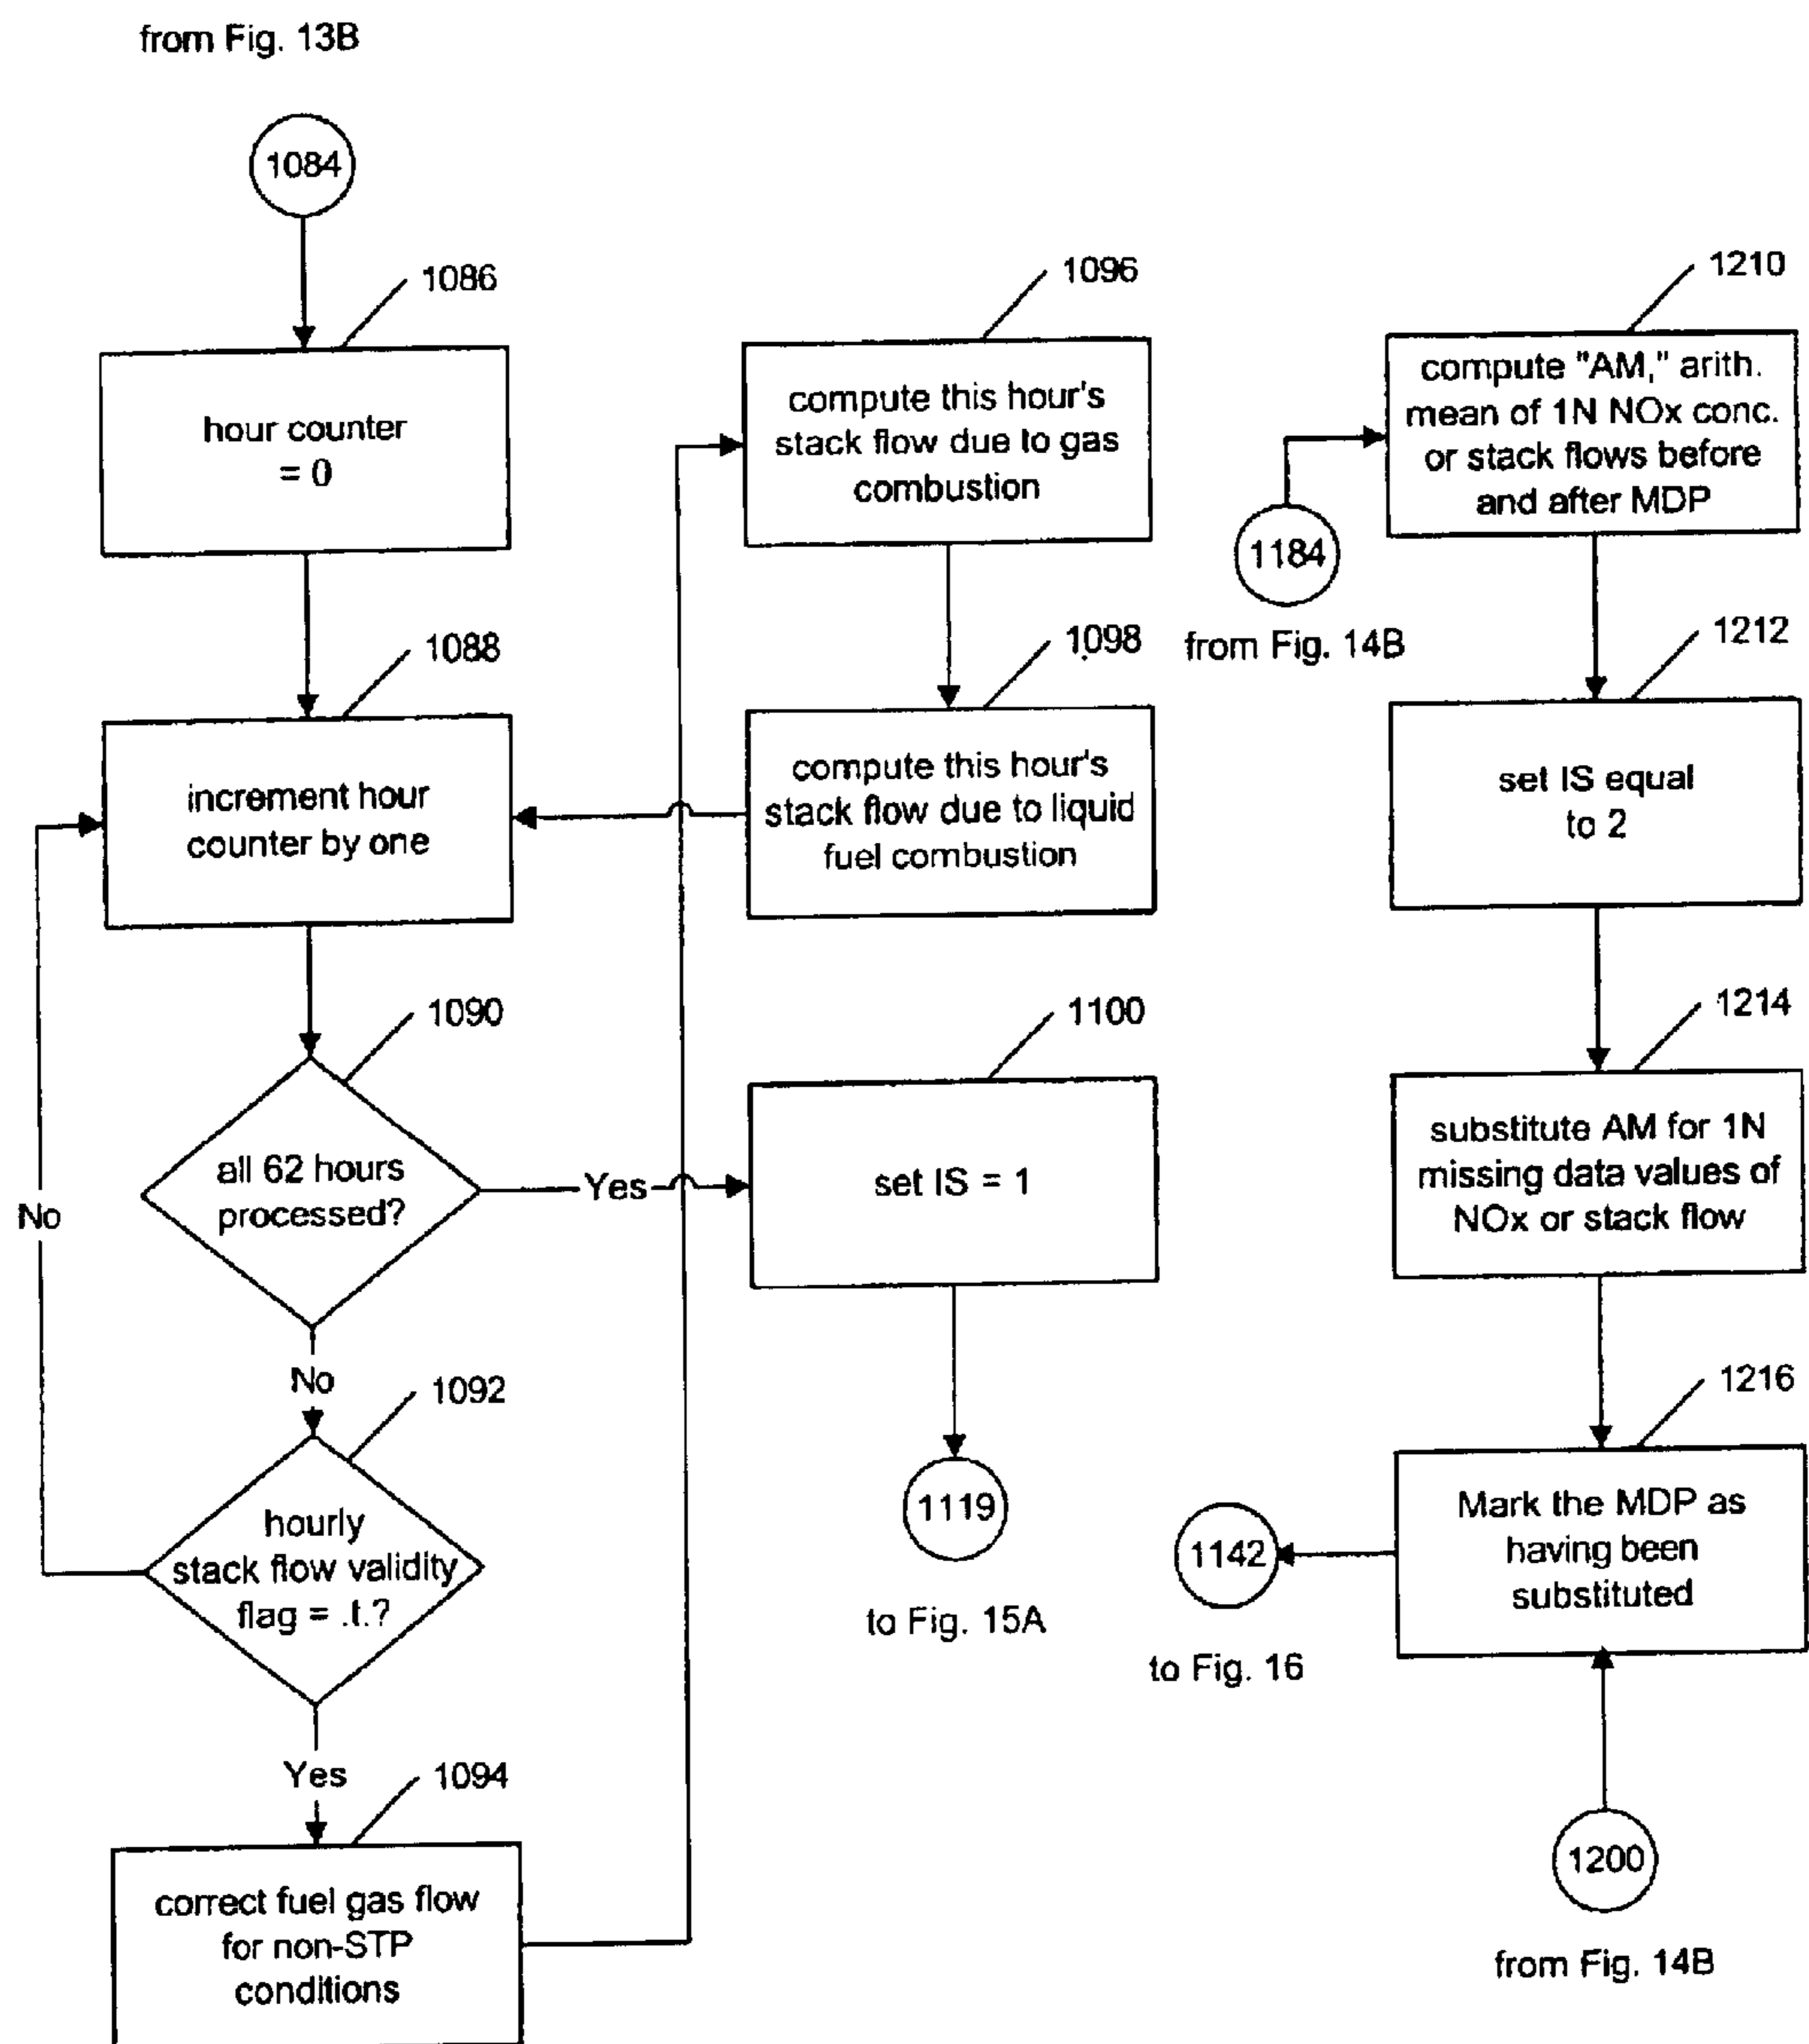 from Fig. 13B
1084
1086
hour counter
= 0
1088
increment hour
counter by one
1090
all 62 hours
processed?
Yes
No
No
1092
hourly
stack flow validity
flag = .t.?
Yes
1094
correct fuel gas flow
for non-STP
conditions
1096
compute this hour's
stack flow due to gas
combustion
1098
compute this hour's
stack flow due to liquid
fuel combustion
1100
set IS = 1
1119
to Fig. 15A
1210
compute "AM," arith.
mean of 1N NOx conc.
or stack flows before
and after MDP
1184
from Fig. 14B
1212
set IS equal
to 2
1214
substitute AM for 1N
missing data values of
NOx or stack flow
1216
Mark the MDP as
having been
substituted
1142
to Fig. 16
1200
from Fig. 14B